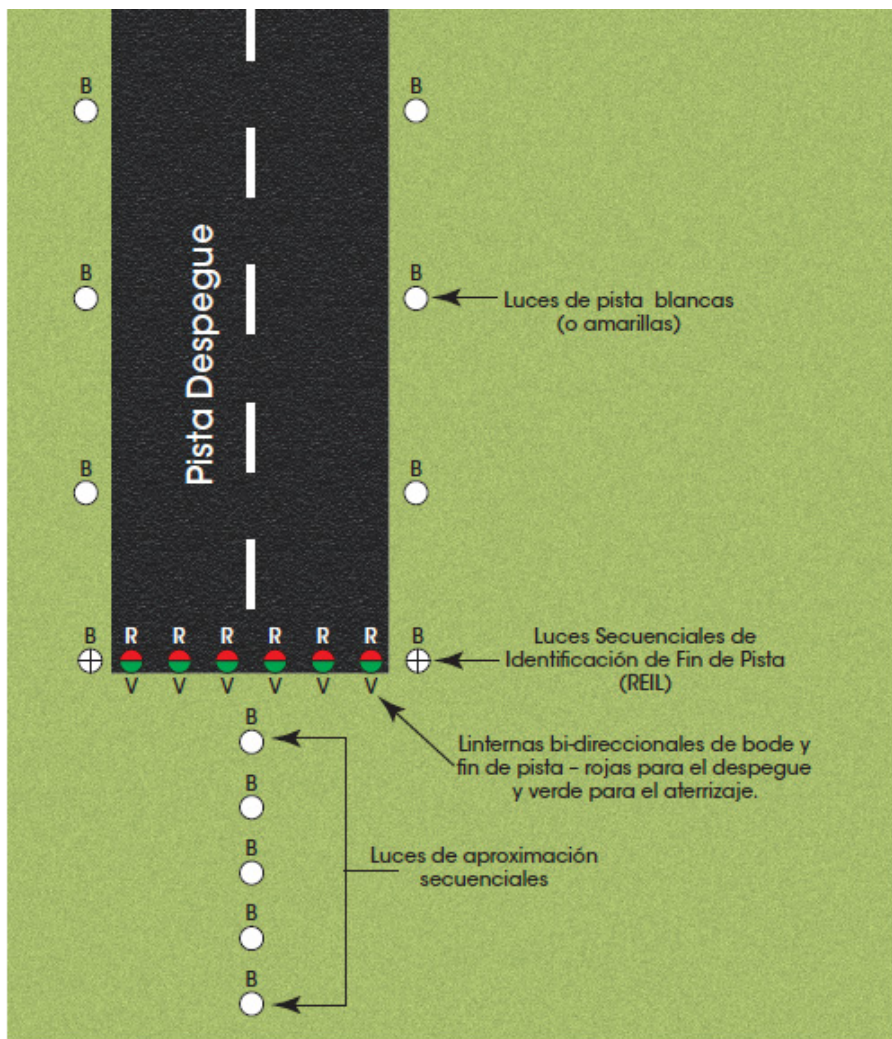 B
B
B
B
Luces de pista blancas
(o amarillas)
Pista Despegue
B
B
B
R
R
R
R
R
R
B
Luces Secuenciales de
Identificación de Fin de Pista
(REIL)
V
V
V
V
V
V
B
Linternas bi-direccionales de bode y
fin de pista – rojas para el despegue
y verde para el aterrizaje.
B
B
Luces de aproximación
secuenciales
B
B